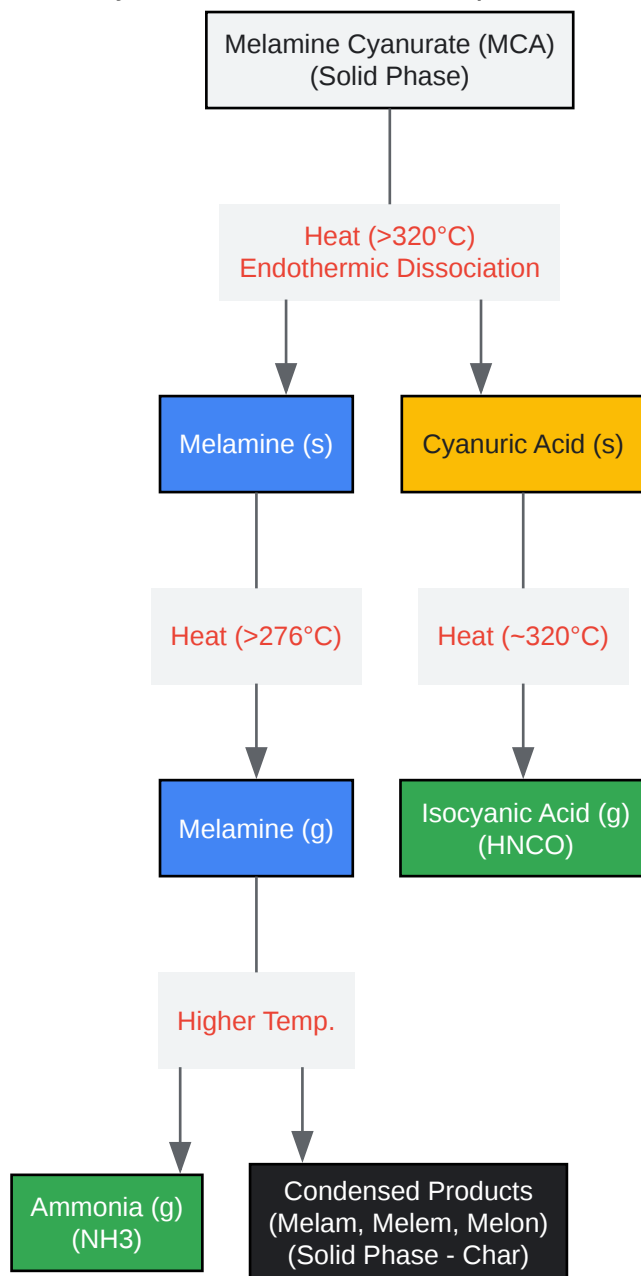 Melamine Cyanurate (MCA)
(Solid Phase)
Heat (>320°C)
Endothermic Dissociation
Melamine (s)
Cyanuric Acid (s)
Heat (>276°C)
Heat (~320°C)
Melamine (g)
Isocyanic Acid (g)
(HNCO)
Higher Temp.
Ammonia (g)
(NH3)
Condensed Products
(Melam, Melem, Melon)
(Solid Phase - Char)